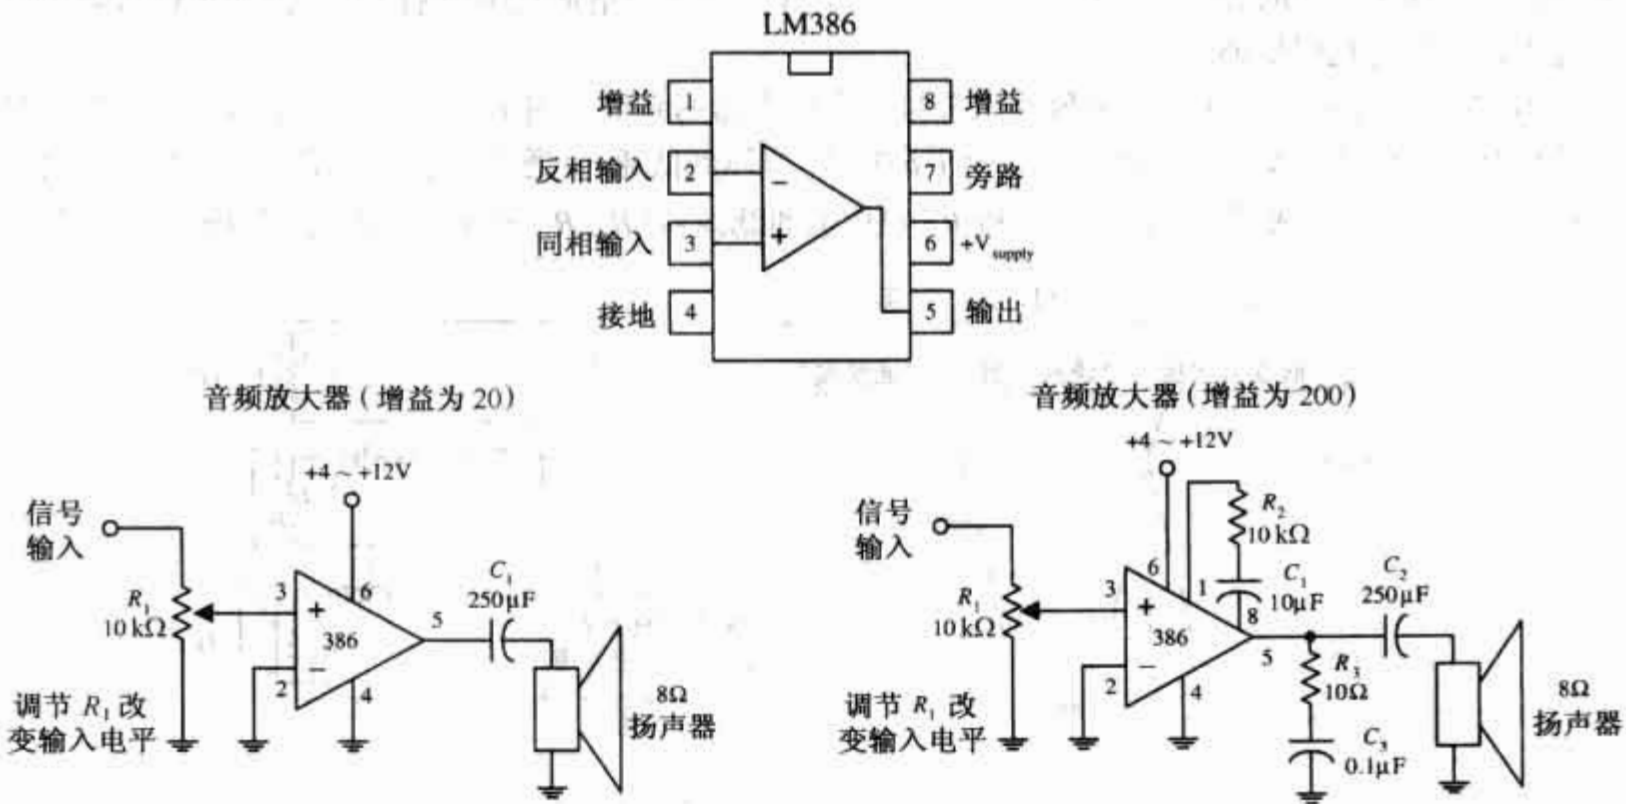 LM386
增益 1
8 增益
反相输入 2
7 旁路
同相输入 3
6 +V supply
接地 4
5 输出
−
+
音频放大器（增益为 20）
+4 ~ +12V
信号
输入
R₁
10 kΩ
3
6
+
386
−
2
4
5
C₁
250μF
8Ω
扬声器
调节 R₁ 改
变输入电平
音频放大器（增益为 200）
+4 ~ +12V
信号
输入
R₁
10 kΩ
3
6
1
+
386
−
2
4
8
5
R₂
10 kΩ
C₁
10μF
C₂
250μF
R₃
10Ω
C₃
0.1μF
8Ω
扬声器
调节 R₁ 改
变输入电平